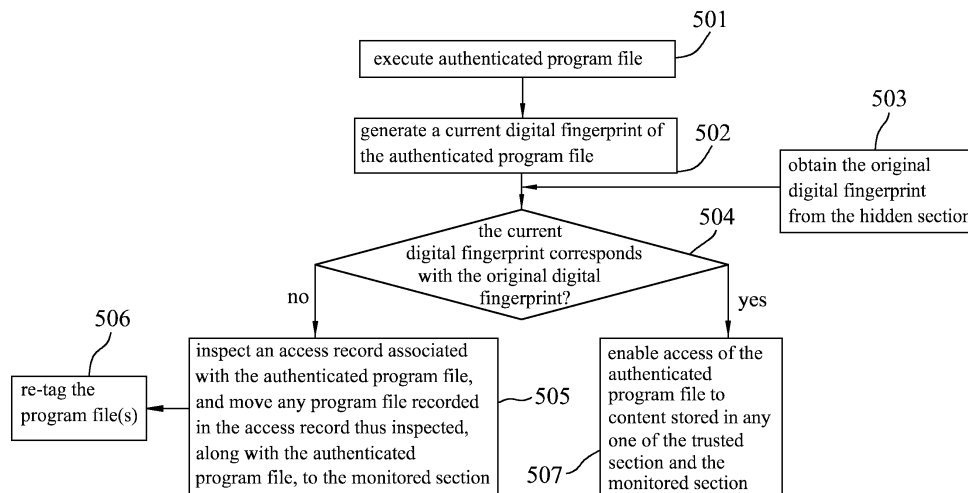 501
execute authenticated program file
503
generate a current digital fingerprint of
the authenticated program file
502
obtain the original
digital fingerprint
from the hidden section
504
the current
digital fingerprint corresponds
with the original digital
fingerprint?
no
yes
506
re-tag the
program file(s)
inspect an access record associated
with the authenticated program file,
and move any program file recorded
in the access record thus inspected,
along with the authenticated
program file, to the monitored section
505
enable access of the
authenticated
program file to
content stored in any
one of the trusted
section and the
monitored section
507